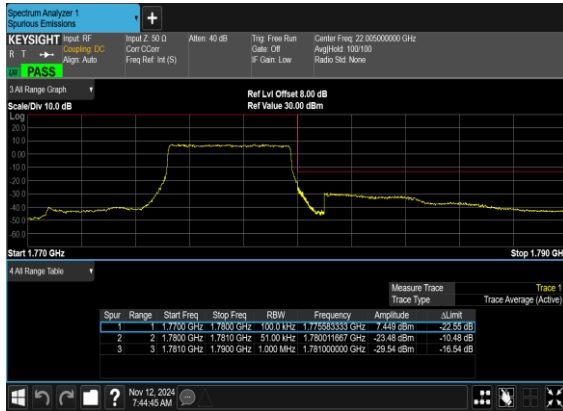 Spectrum Analyzer 1
Spurious Emissions
KEYSIGHT Input: RF Input Z: 50 Ω Atten: 40 dB Trig: Free Run Center Freq: 22.005000000 GHz
R T Coupling: DC Corr CCorr Gate: Off Avg|Hold: 100/100
Align: Auto Freq Ref: Int (S) IF Gain: Low Radio Std: None
LW PASS
3 All Range Graph
Ref Lvl Offset 8.00 dB
Scale/Div 10.0 dB Ref Value 30.00 dBm
Log
20.0
10.0
0.00
-10.0
-20.0
-30.0
-40.0
-50.0
-60.0
Start 1.770 GHz Stop 1.790 GH
4 All Range Table
Measure Trace Trace 1
Trace Type Trace Average (Active)
Spur Range Start Freq Stop Freq RBW Frequency Amplitude ΔLimit
1 1 1.7700 GHz 1.7800 GHz 100.0 kHz 1.775583333 GHz 7.449 dBm -22.55 dB
2 2 1.7800 GHz 1.7810 GHz 51.00 kHz 1.780011667 GHz -23.48 dBm -10.48 dB
3 3 1.7810 GHz 1.7900 GHz 1.000 MHz 1.781000000 GHz -29.54 dBm -16.54 dB
? Nov 12, 2024
7:44:45 AM